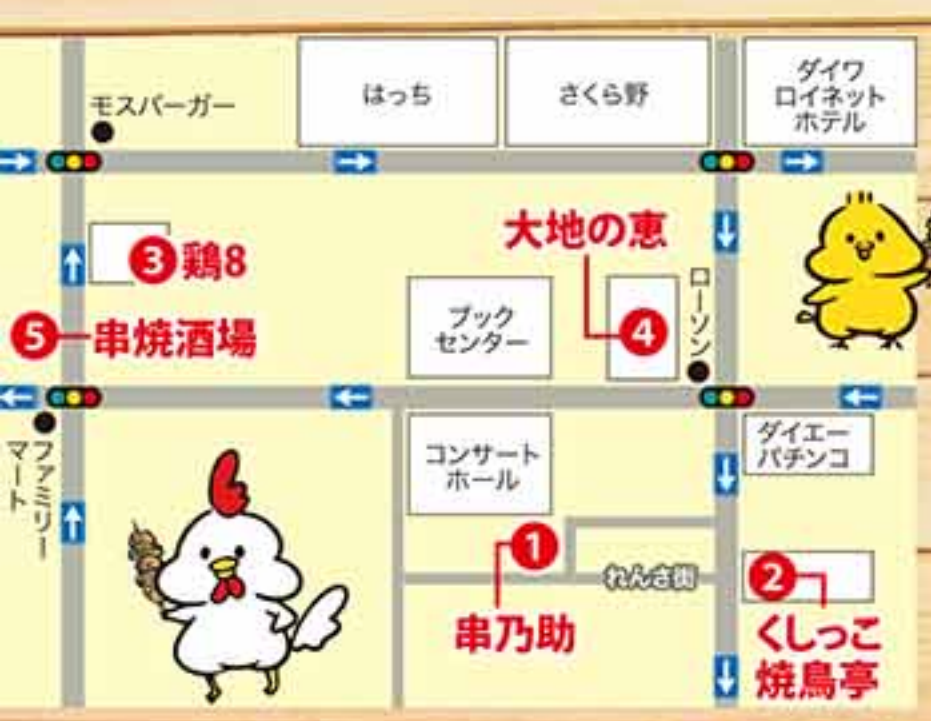 モスバーガー
はっち
さくら野
ダイワ
ロイネット
ホテル
3 鶏8
大地の恵
4
ローソン
5 串焼酒場
ブック
センター
ファミリー
マート
コンサート
ホール
ダイエー
パチンコ
1
串乃助
れんさ街
2
くしっこ
焼鳥亭